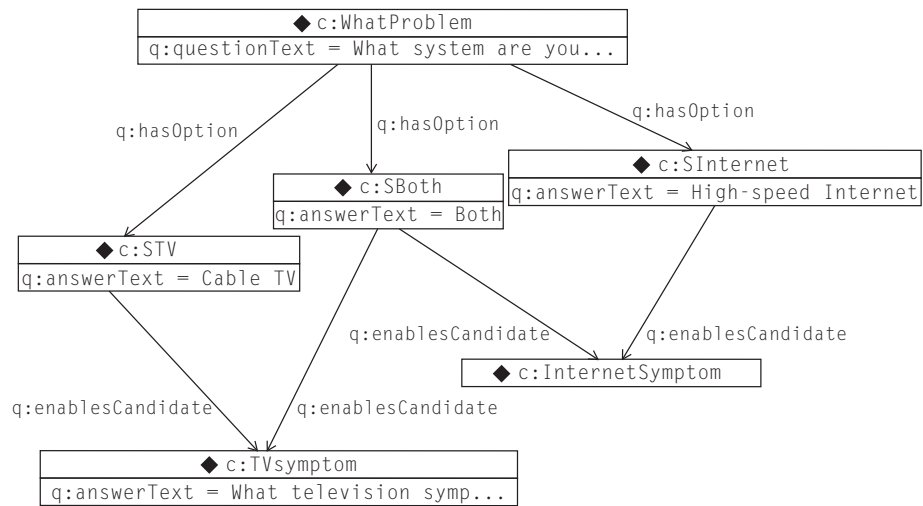 c:WhatProblem
q:questionText = What system are you...
q:hasOption
q:hasOption
q:hasOption
c:SInternet
q:answerText = High-speed Internet
c:SBoth
q:answerText = Both
c:STV
q:answerText = Cable TV
q:enablesCandidate
q:enablesCandidate
c:InternetSymptom
q:enablesCandidate
q:enablesCandidate
c:TVsymptom
q:answerText = What television symp...